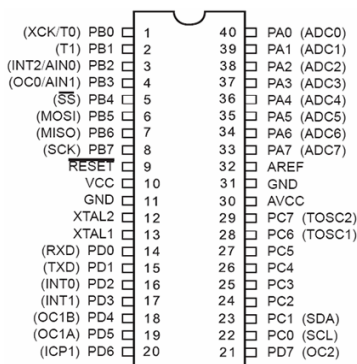 (XCK/T0) PB0 1 40 PA0 (ADC0)
(T1) PB1 2 39 PA1 (ADC1)
(INT2/AIN0) PB2 3 38 PA2 (ADC2)
(OC0/AIN1) PB3 4 37 PA3 (ADC3)
(SS) PB4 5 36 PA4 (ADC4)
(MOSI) PB5 6 35 PA5 (ADC5)
(MISO) PB6 7 34 PA6 (ADC6)
(SCK) PB7 8 33 PA7 (ADC7)
RESET 9 32 AREF
VCC 10 31 GND
GND 11 30 AVCC
XTAL2 12 29 PC7 (TOSC2)
XTAL1 13 28 PC6 (TOSC1)
(RXD) PD0 14 27 PC5
(TXD) PD1 15 26 PC4
(INT0) PD2 16 25 PC3
(INT1) PD3 17 24 PC2
(OC1B) PD4 18 23 PC1 (SDA)
(OC1A) PD5 19 22 PC0 (SCL)
(ICP1) PD6 20 21 PD7 (OC2)